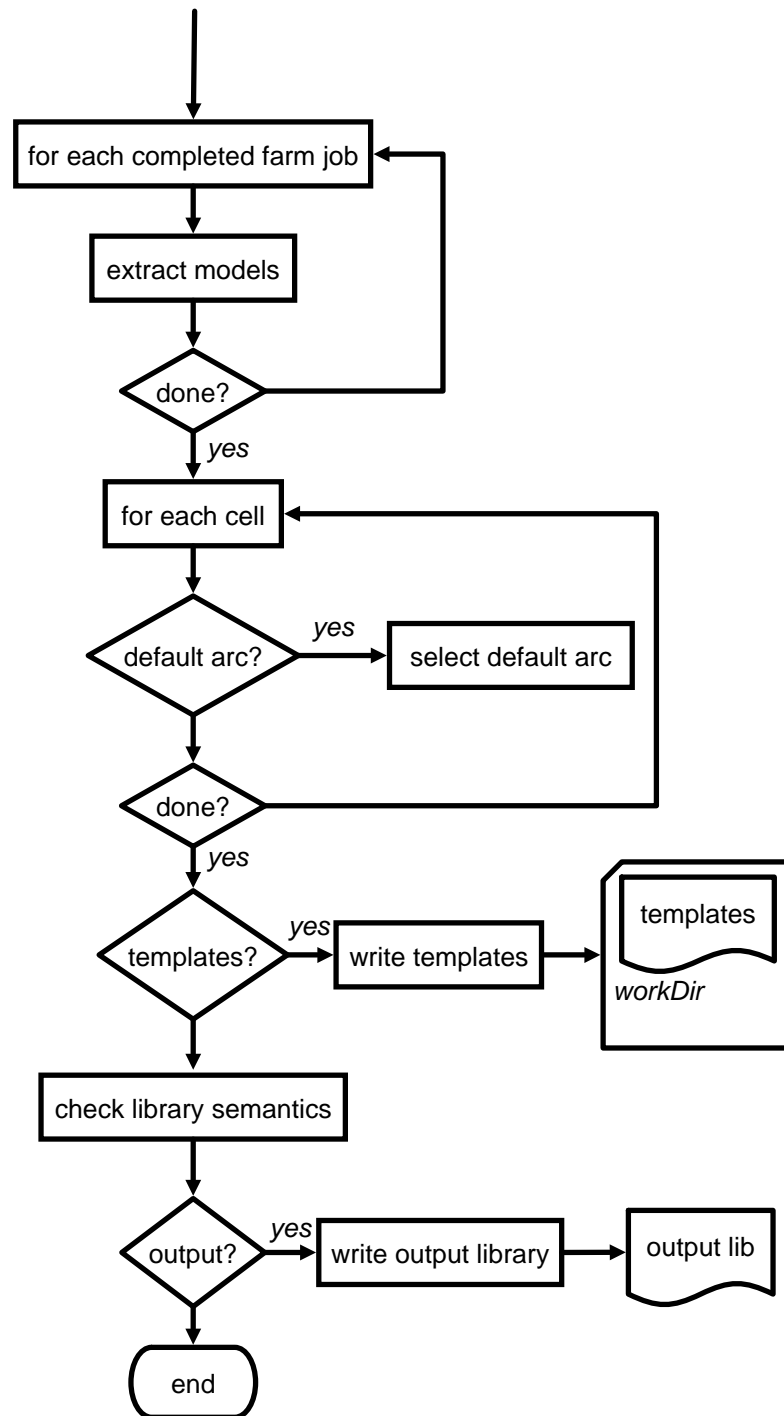 for each completed farm job
extract models
done?
yes
for each cell
default arc?
yes
select default arc
done?
yes
templates?
yes
write templates
templates
workDir
check library semantics
output?
yes
write output library
output lib
end